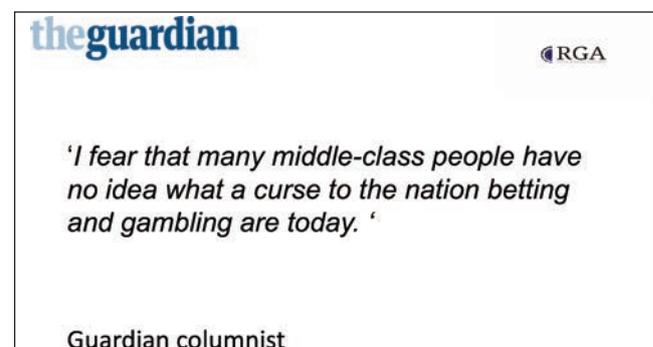 theguardian
RGA
‘I fear that many middle-class people have
no idea what a curse to the nation betting
and gambling are today. ‘
Guardian columnist